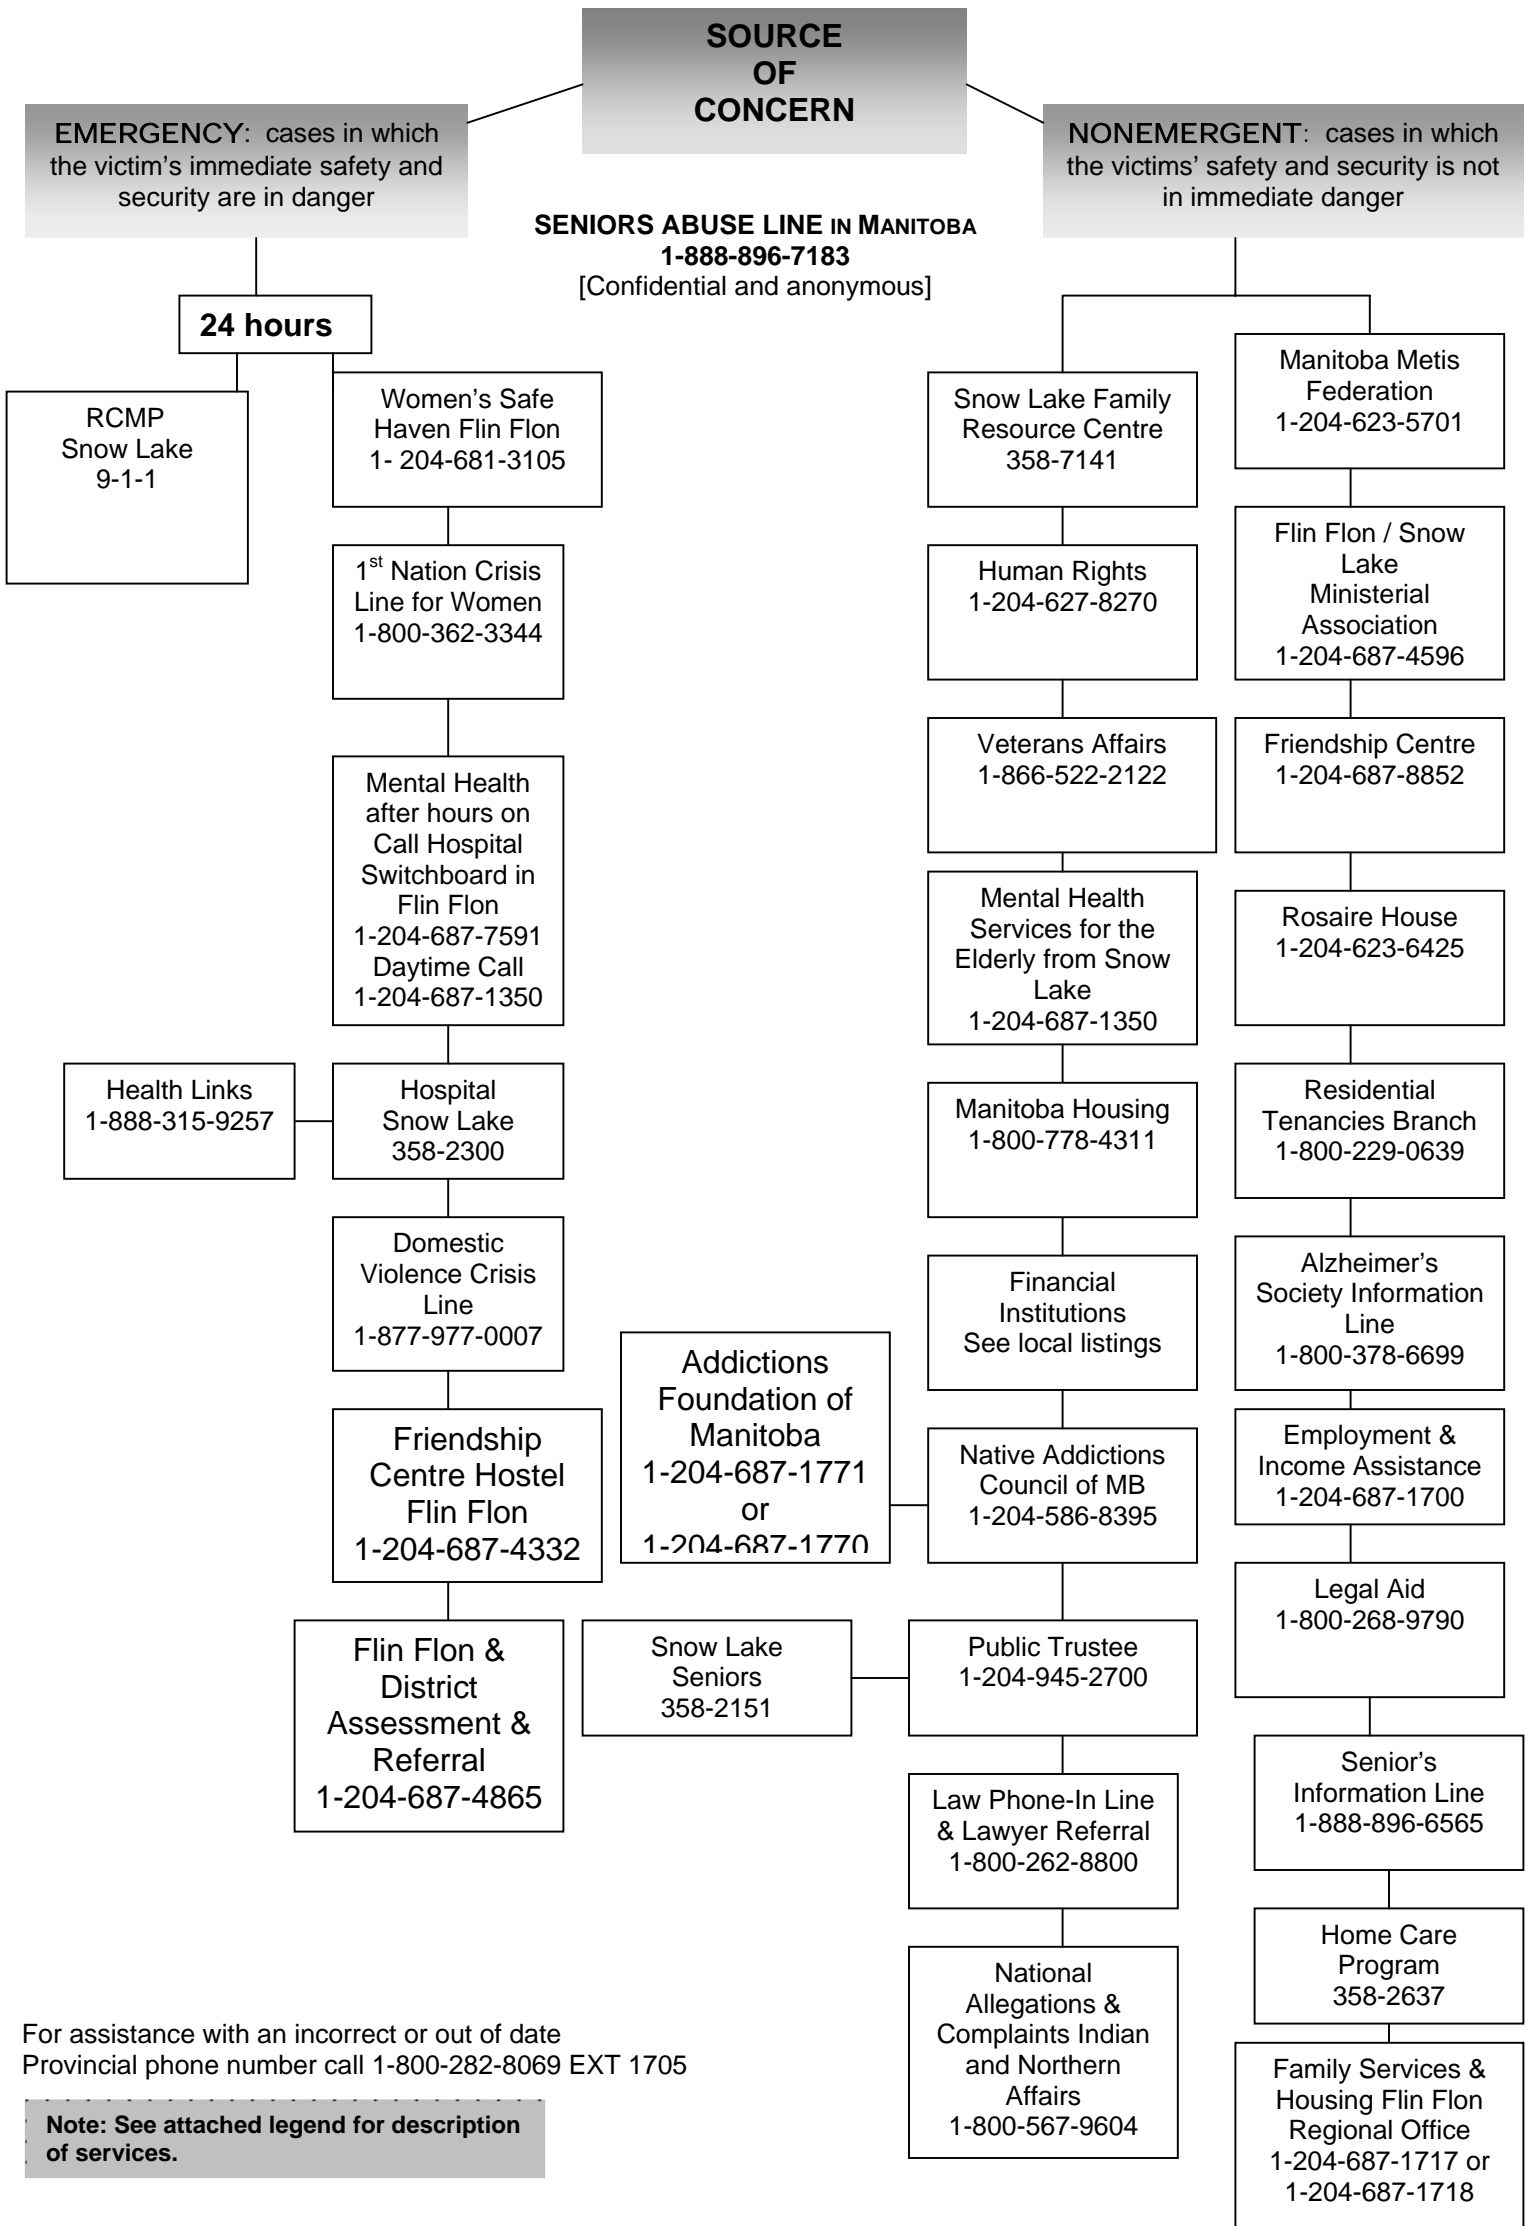 SOURCE
OF
CONCERN
EMERGENCY: cases in which
the victim's immediate safety and
security are in danger
NONEMERGENT: cases in which
the victims' safety and security is not
in immediate danger
SENIORS ABUSE LINE IN MANITOBA
1-888-896-7183
[Confidential and anonymous]
24 hours
RCMP
Snow Lake
9-1-1
Women's Safe
Haven Flin Flon
1- 204-681-3105
1st Nation Crisis
Line for Women
1-800-362-3344
Mental Health
after hours on
Call Hospital
Switchboard in
Flin Flon
1-204-687-7591
Daytime Call
1-204-687-1350
Health Links
1-888-315-9257
Hospital
Snow Lake
358-2300
Domestic
Violence Crisis
Line
1-877-977-0007
Friendship
Centre Hostel
Flin Flon
1-204-687-4332
Flin Flon &
District
Assessment &
Referral
1-204-687-4865
Snow Lake Family
Resource Centre
358-7141
Human Rights
1-204-627-8270
Veterans Affairs
1-866-522-2122
Mental Health
Services for the
Elderly from Snow
Lake
1-204-687-1350
Manitoba Housing
1-800-778-4311
Financial
Institutions
See local listings
Addictions
Foundation of
Manitoba
1-204-687-1771
or
1-204-687-1770
Native Addictions
Council of MB
1-204-586-8395
Snow Lake
Seniors
358-2151
Public Trustee
1-204-945-2700
Law Phone-In Line
& Lawyer Referral
1-800-262-8800
National
Allegations &
Complaints Indian
and Northern
Affairs
1-800-567-9604
Manitoba Metis
Federation
1-204-623-5701
Flin Flon / Snow
Lake
Ministerial
Association
1-204-687-4596
Friendship Centre
1-204-687-8852
Rosaire House
1-204-623-6425
Residential
Tenancies Branch
1-800-229-0639
Alzheimer's
Society Information
Line
1-800-378-6699
Employment &
Income Assistance
1-204-687-1700
Legal Aid
1-800-268-9790
Senior's
Information Line
1-888-896-6565
Home Care
Program
358-2637
Family Services &
Housing Flin Flon
Regional Office
1-204-687-1717 or
1-204-687-1718
For assistance with an incorrect or out of date
Provincial phone number call 1-800-282-8069 EXT 1705
Note: See attached legend for description
of services.